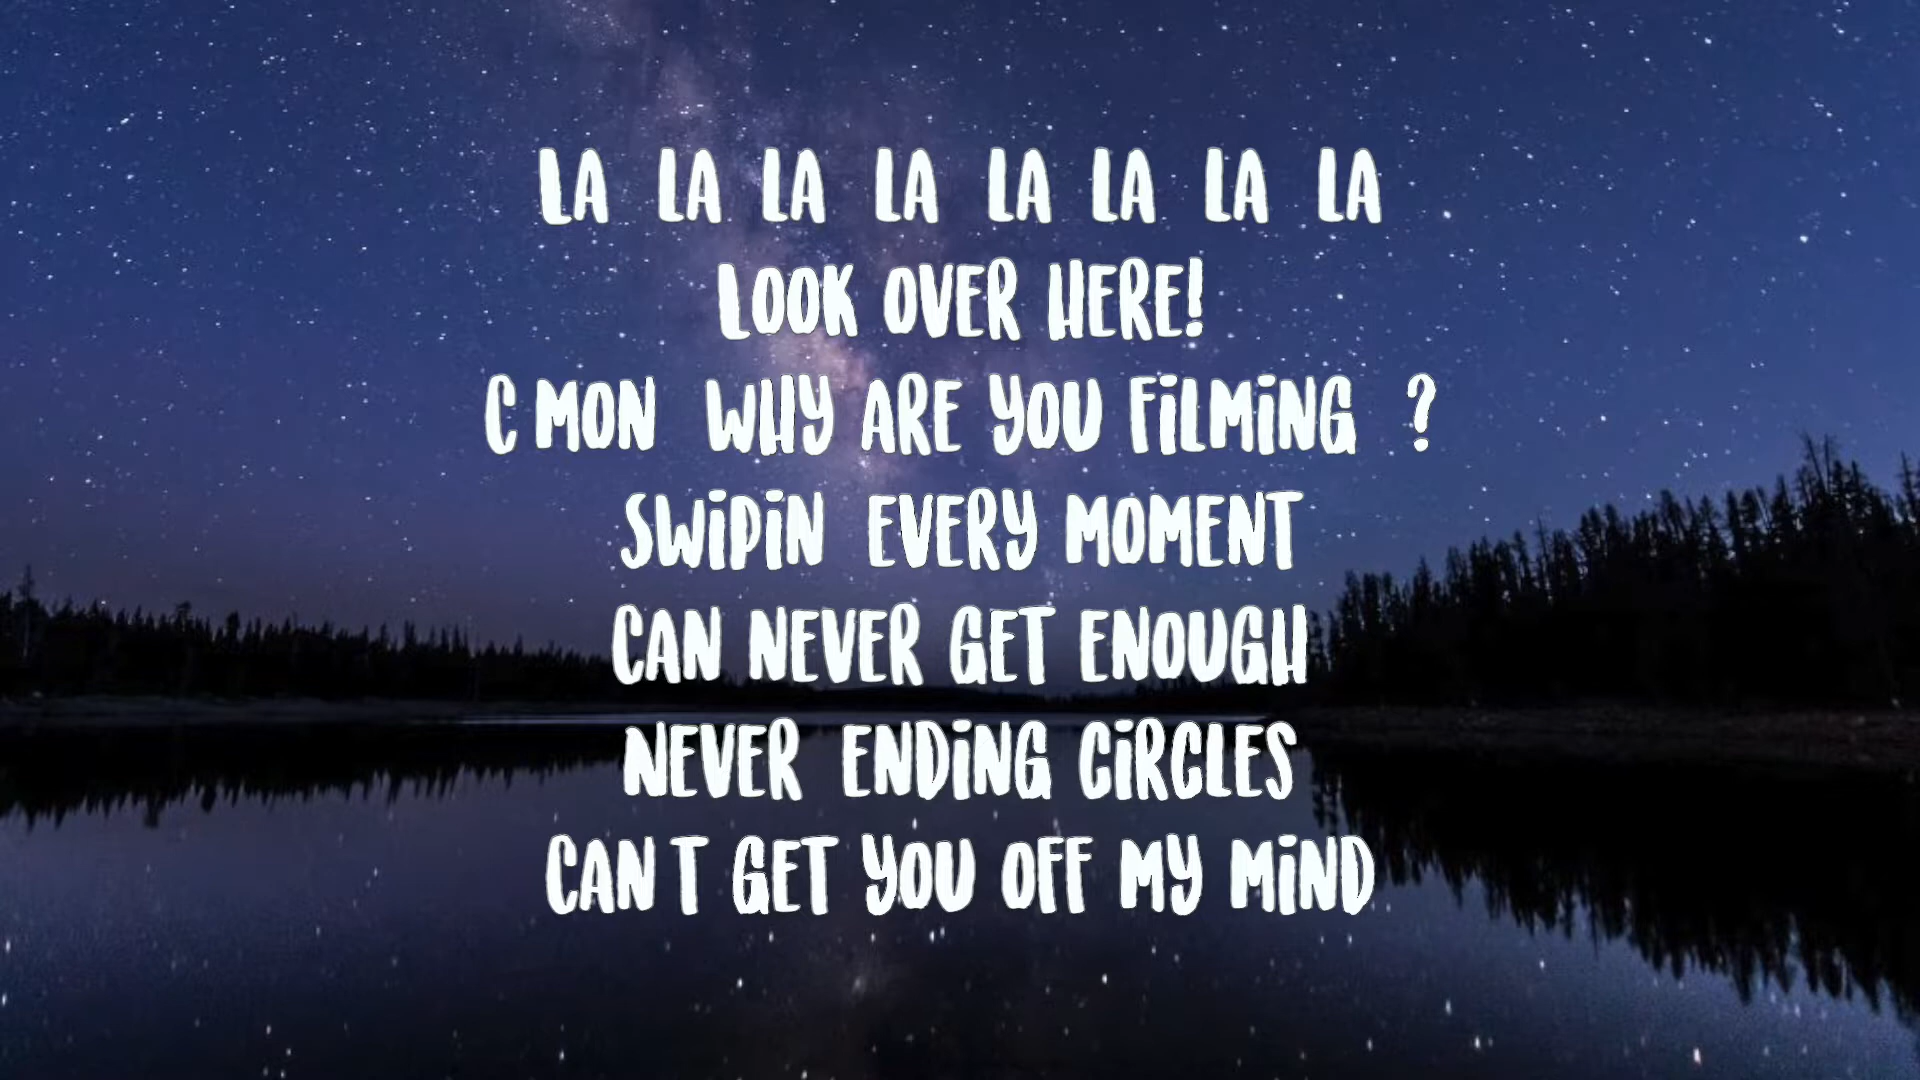 LA LA LA LA LA LA LA LA
LOOK OVER HERE!
C MON WHY ARE YOU FiLMiNG ?
SWiPiN EVERY MOMENT
CAN NEVER GET ENOUGH
NEVER ENDiNG CiRCLES
CAN T GET YOU OFF MY MiND